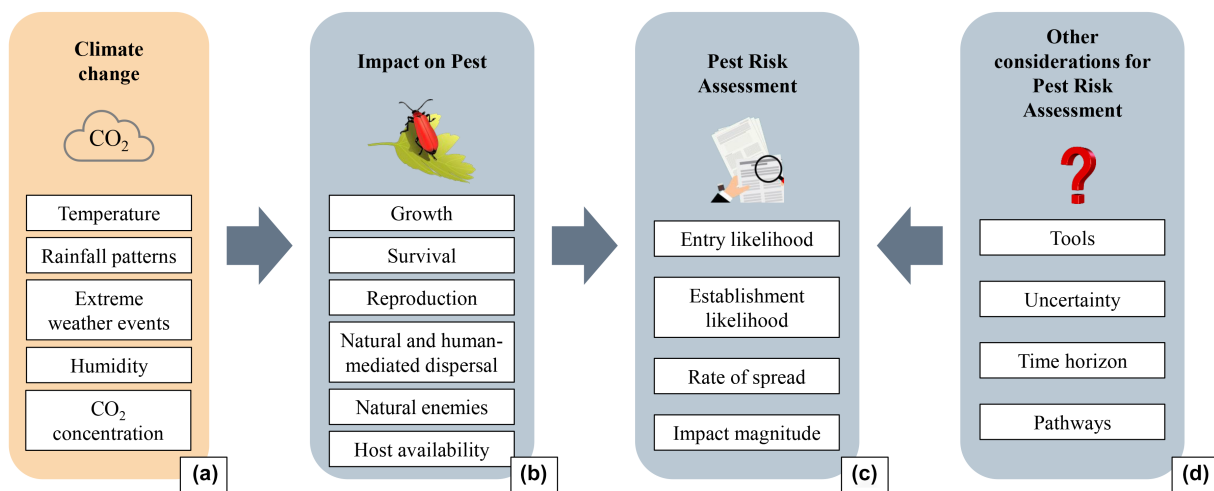 Climate
change
CO₂
Temperature
Rainfall patterns
Extreme
weather events
Humidity
CO₂
concentration
(a)
Impact on Pest
Growth
Survival
Reproduction
Natural and human-
mediated dispersal
Natural enemies
Host availability
(b)
Pest Risk
Assessment
Entry likelihood
Establishment
likelihood
Rate of spread
Impact magnitude
(c)
Other
considerations for
Pest Risk
Assessment
?
Tools
Uncertainty
Time horizon
Pathways
(d)